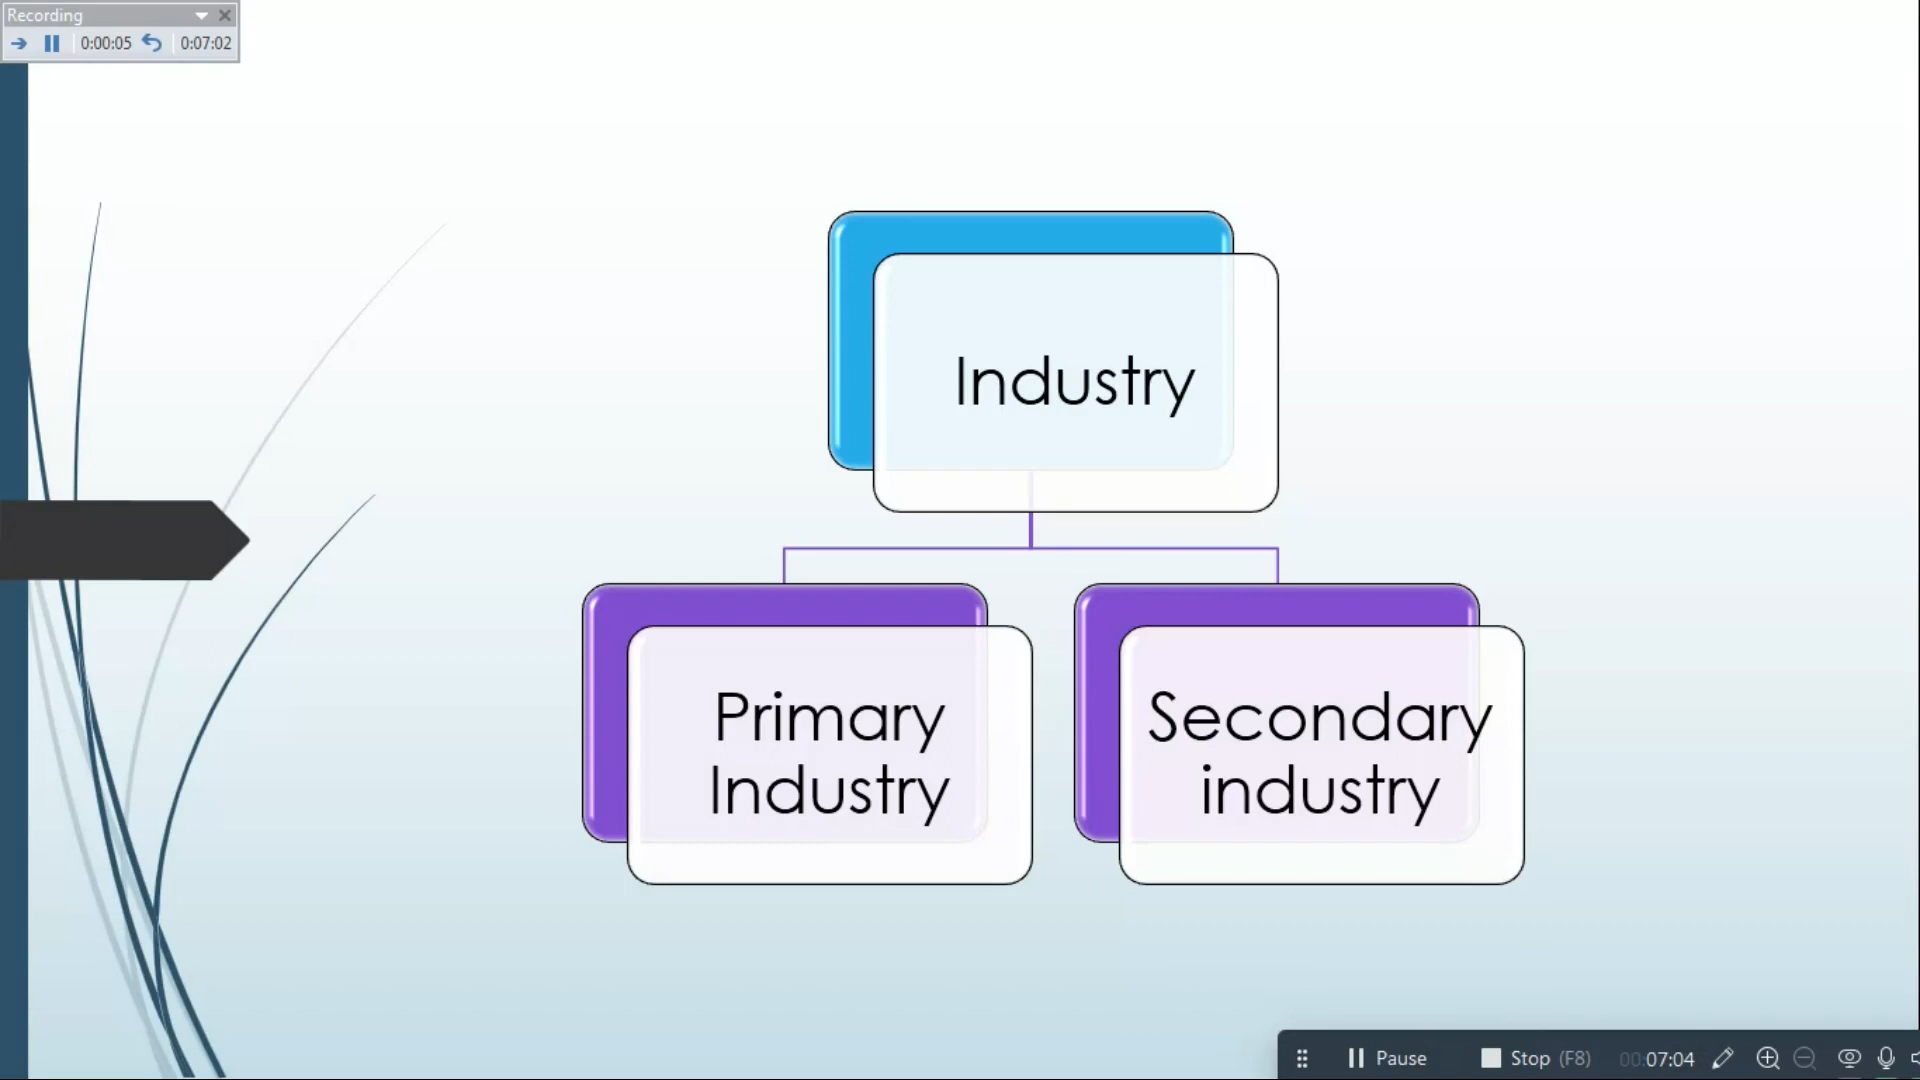 Recording
0:00:05 0:07:02
Industry
Primary
Industry
Secondary
industry
Pause Stop (F8) 00:07:04